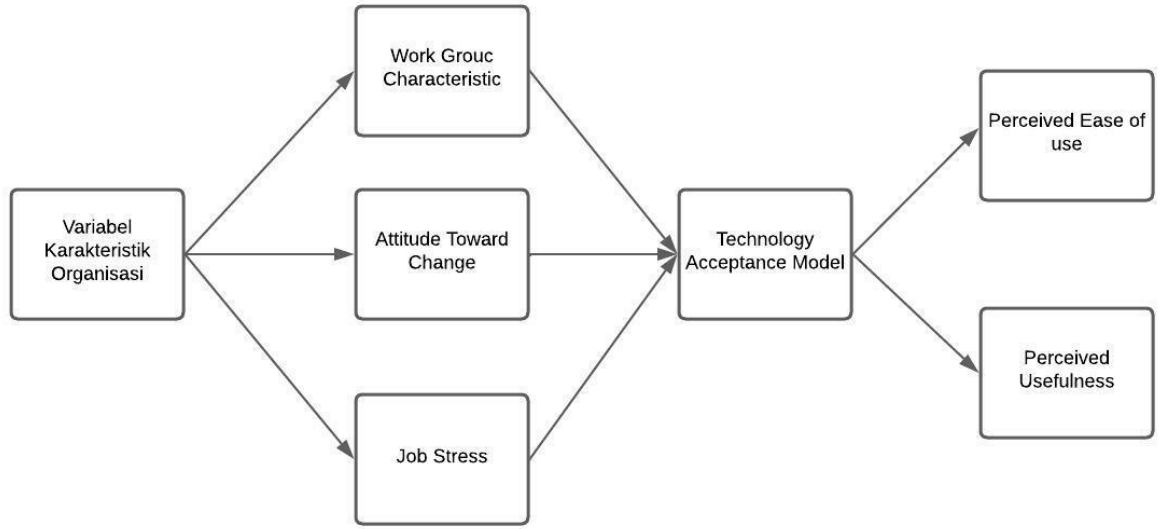 Work Grouc
Characteristic
Perceived Ease of
use
Variabel
Karakteristik
Organisasi
Attitude Toward
Change
Technology
Acceptance Model
Perceived
Usefulness
Job Stress